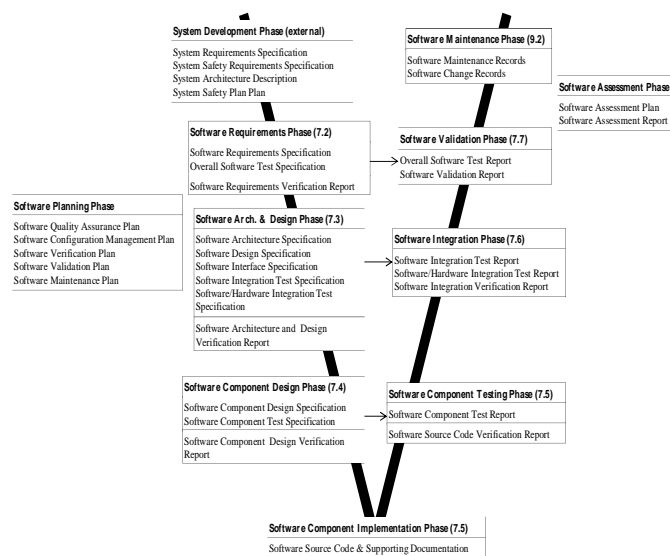 System Development Phase (external)
System Requirements Specification
System Safety Requirements Specification
System Architecture Description
System Safety Plan Plan
Software Maintenance Phase (9.2)
Software Maintenance Records
Software Change Records
Software Assessment Phase
Software Assessment Plan
Software Assessment Report
Software Requirements Phase (7.2)
Software Requirements Specification
Overall Software Test Specification
Software Requirements Verification Report
Software Validation Phase (7.7)
Overall Software Test Report
Software Validation Report
Software Planning Phase
Software Quality Assurance Plan
Software Configuration Management Plan
Software Verification Plan
Software Validation Plan
Software Maintenance Plan
Software Arch. & Design Phase (7.3)
Software Architecture Specification
Software Design Specification
Software Interface Specification
Software Integration Test Specification
Software/Hardware Integration Test
Specification
Software Architecture and Design
Verification Report
Software Integration Phase (7.6)
Software Integration Test Report
Software/Hardware Integration Test Report
Software Integration Verification Report
Software Component Design Phase (7.4)
Software Component Design Specification
Software Component Test Specification
Software Component Design Verification
Report
Software Component Testing Phase (7.5)
Software Component Test Report
Software Source Code Verification Report
Software Component Implementation Phase (7.5)
Software Source Code & Supporting Documentation